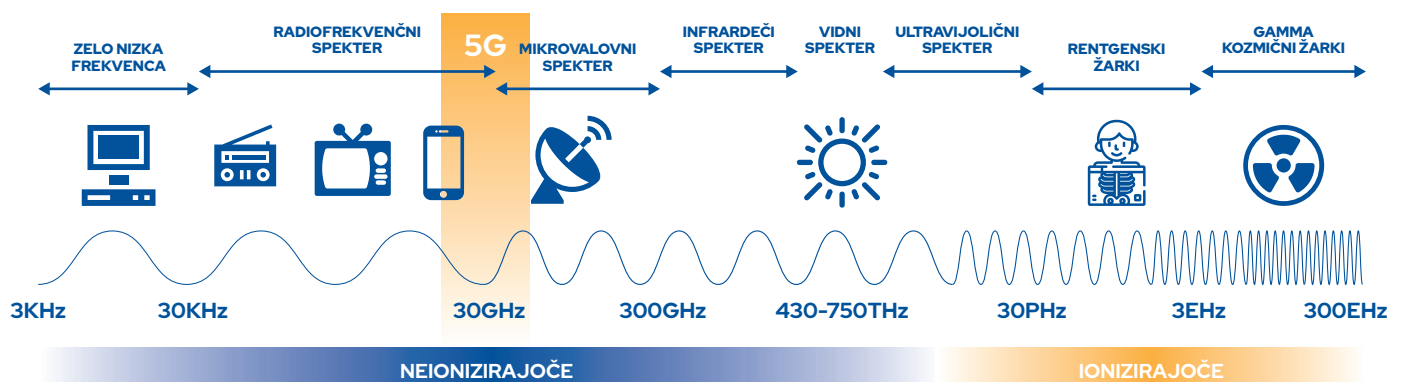 ZELO NIZKA
FREKVENCA
RADIOFREKVENČNI
SPEKTER
5G
MIKROVALOVNI
SPEKTER
INFRARDEČI
SPEKTER
VIDNI
SPEKTER
ULTRAVIJOLIČNI
SPEKTER
RENTGENSKI
ŽARKI
GAMMA
KOZMIČNI ŽARKI
3KHz
30KHz
30GHz
300GHz
430-750THz
30PHz
3EHz
300EHz
NEIONIZIRAJOČE
IONIZIRAJOČE